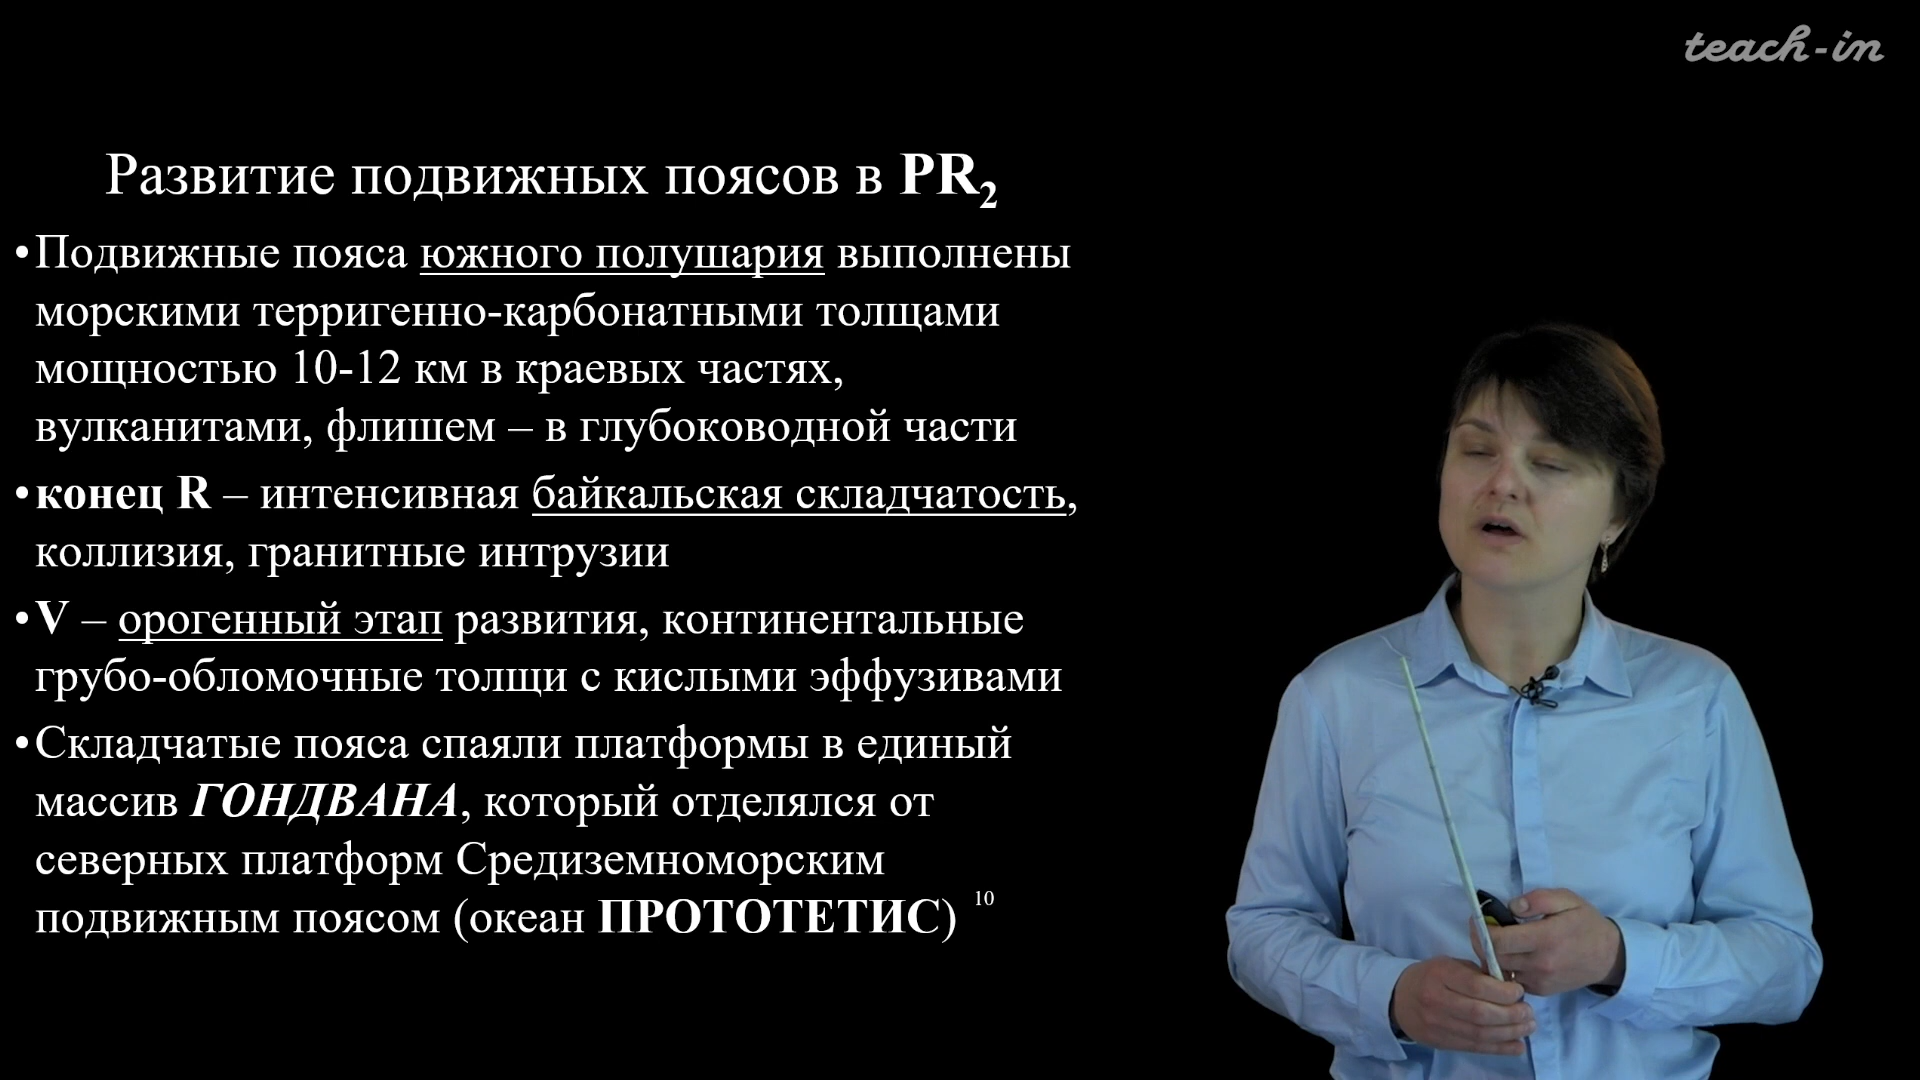 teach-in
Развитие подвижных поясов в PR₂
•Подвижные пояса южного полушария выполнены
морскими терригенно-карбонатными толщами
мощностью 10-12 км в краевых частях,
вулканитами, флишем – в глубоководной части
•конец R – интенсивная байкальская складчатость,
коллизия, гранитные интрузии
•V – орогенный этап развития, континентальные
грубо-обломочные толщи с кислыми эффузивами
•Складчатые пояса спаяли платформы в единый
массив ГОНДВАНА, который отделялся от
северных платформ Средиземноморским
подвижным поясом (океан ПРОТОТЕТИС)
10